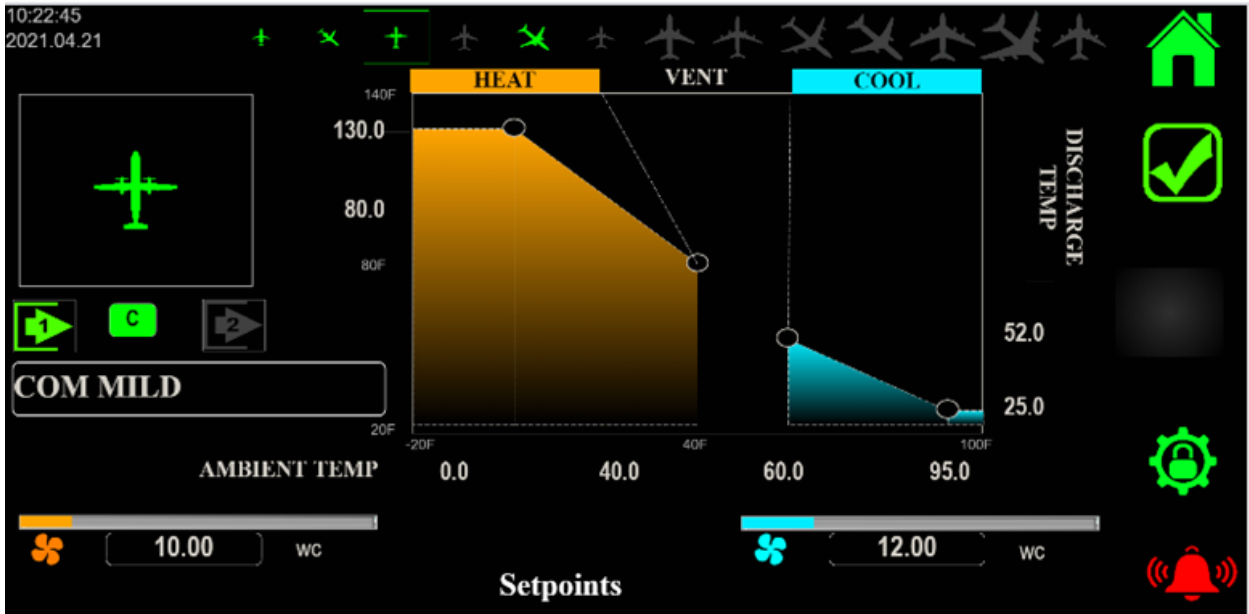 10:22:45
2021.04.21
HEAT VENT COOL
140F
130.0
80.0
80F
DISCHARGE
TEMP
1 C 2
52.0
COM MILD
25.0
20F
-20F 40F 100F
AMBIENT TEMP 0.0 40.0 60.0 95.0
10.00 WC 12.00 WC
Setpoints